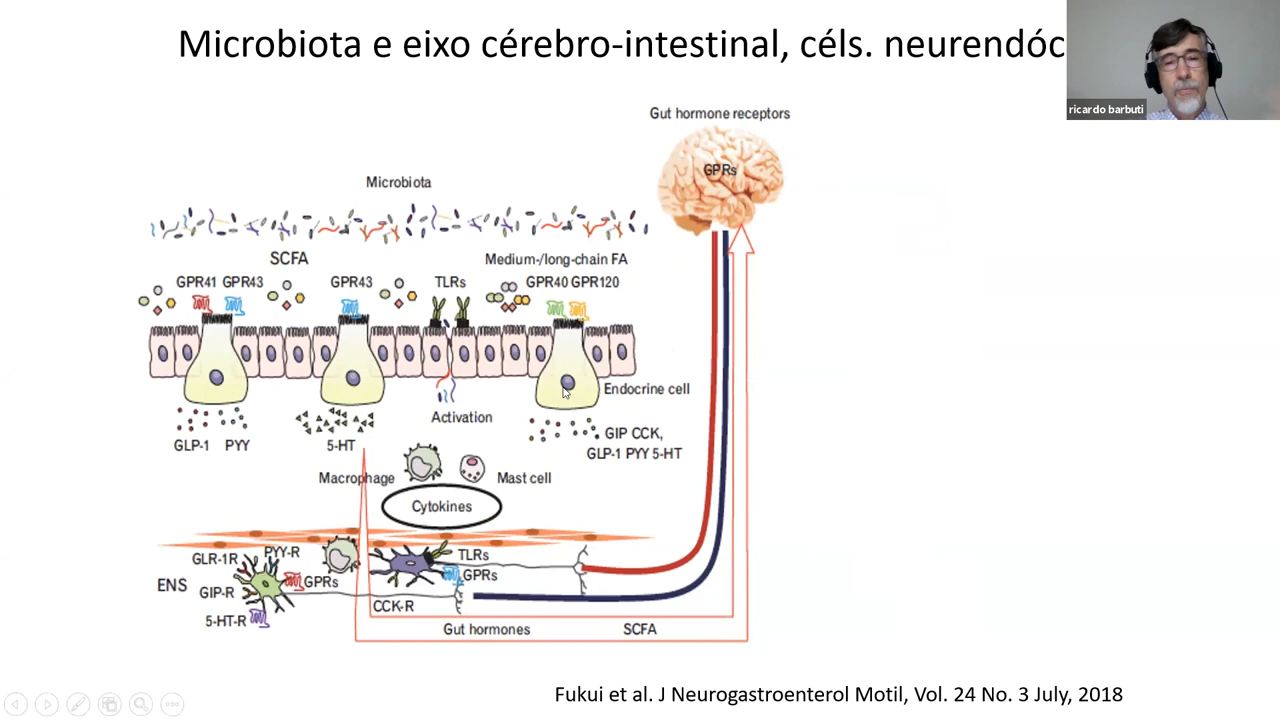 Microbiota e eixo cérebro-intestinal, céls. neurendóc
ricardo barbuti
Gut hormone receptors
GPRs
Microbiota
SCFA
Medium-/long-chain FA
GPR41 GPR43
GPR43
TLRs
GPR40 GPR120
Endocrine cell
Activation
GLP-1 PYY
5-HT
GIP CCK,
GLP-1 PYY 5-HT
Macrophage
Mast cell
Cytokines
GLR-1R
PYY-R
TLRs
ENS
GIP-R
GPRs
GPRs
CCK-R
5-HT-R
Gut hormones
SCFA
Fukui et al. J Neurogastroenterol Motil, Vol. 24 No. 3 July, 2018